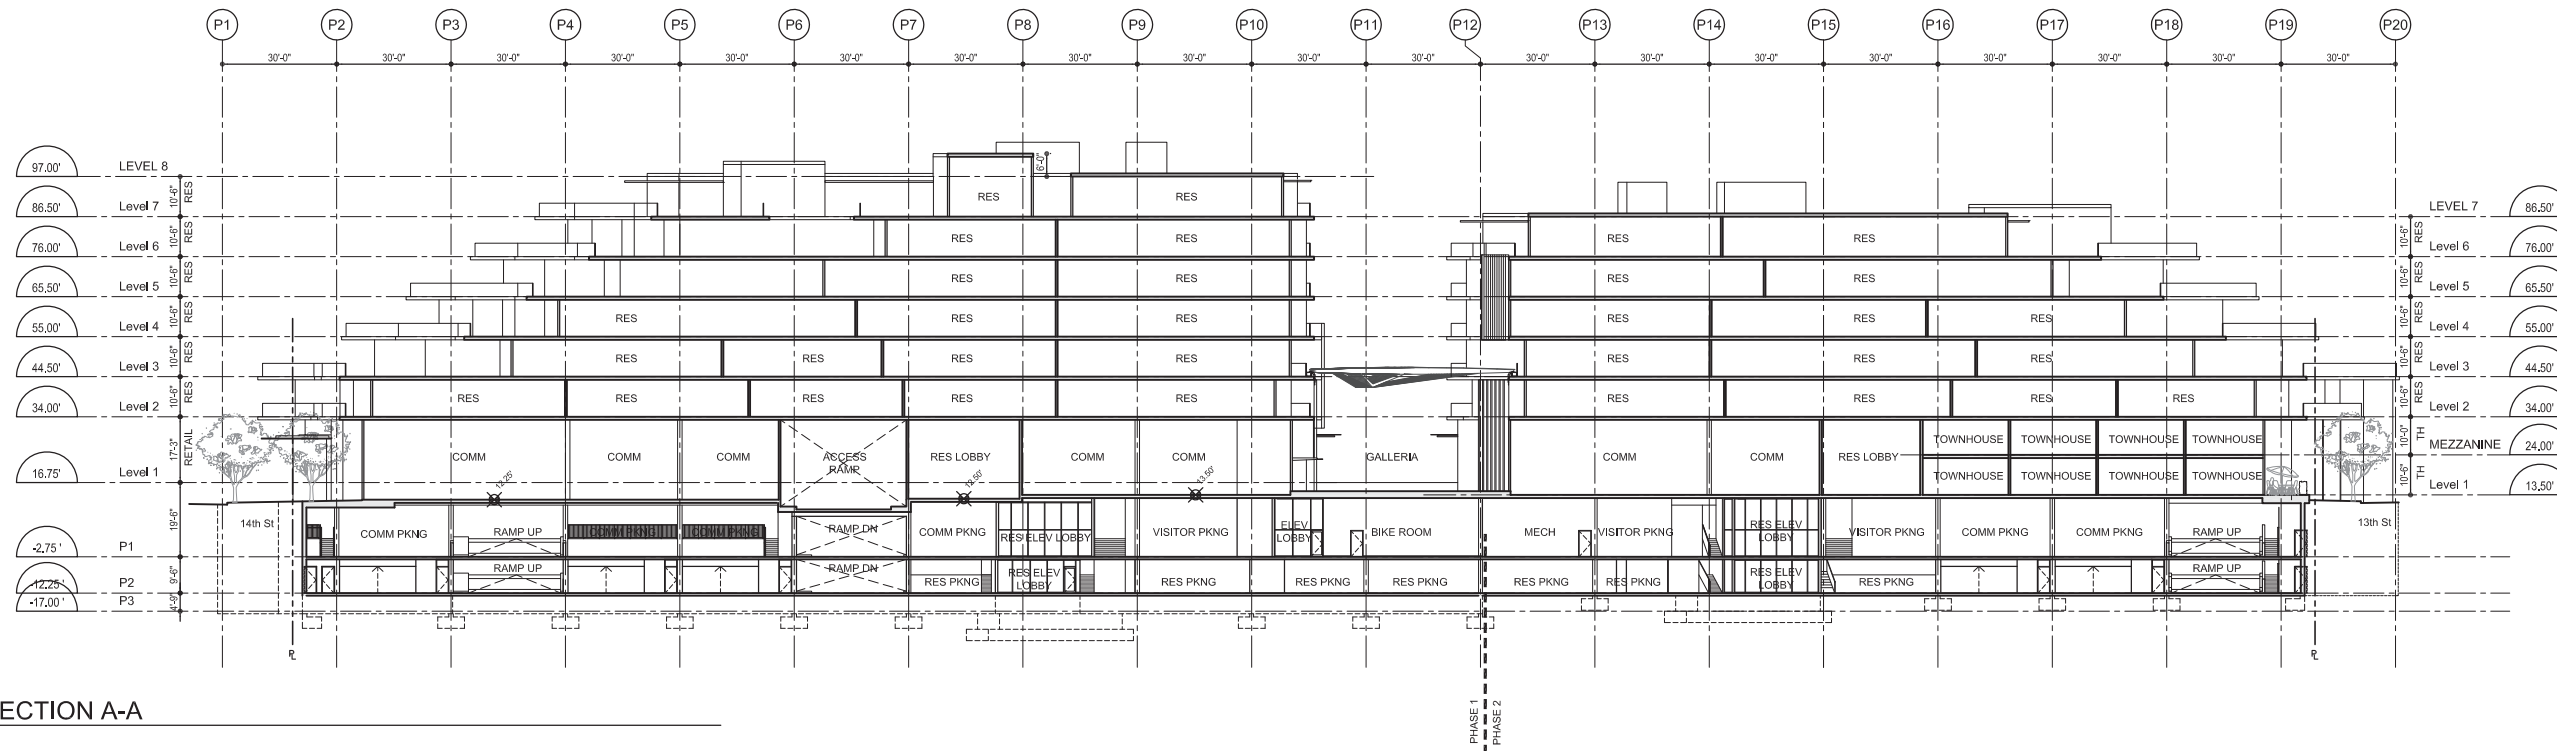 P1 P2 P3 P4 P5 P6 P7 P8 P9 P10 P11 P12 P13 P14 P15 P16 P17 P18 P19 P20
30'-0" 30'-0" 30'-0" 30'-0" 30'-0" 30'-0" 30'-0" 30'-0" 30'-0" 30'-0" 30'-0" 30'-0" 30'-0" 30'-0" 30'-0" 30'-0" 30'-0" 30'-0" 30'-0"
6'-0"
97.00' LEVEL 8
10'-6" RES RES RES
86.50' Level 7 LEVEL 7 86.50'
10'-6" RES RES RES RES RES 10'-6" RES
76.00' Level 6 Level 6 76.00'
10'-6" RES RES RES RES RES 10'-6" RES
65.50' Level 5 Level 5 65.50'
10'-6" RES RES RES RES RES RES RES 10'-6" RES
55.00' Level 4 Level 4 55.00'
10'-6" RES RES RES RES RES RES RES RES 10'-6" RES
44.50' Level 3 Level 3 44.50'
10'-6" RES RES RES RES RES RES RES RES RES 10'-6" RES
34.00' Level 2 Level 2 34.00'
17'-3" RETAIL TOWNHOUSE TOWNHOUSE TOWNHOUSE TOWNHOUSE 10'-0" TH
MEZZANINE 24.00'
COMM COMM COMM ACCESS RAMP RES LOBBY COMM COMM GALLERIA COMM COMM RES LOBBY
TOWNHOUSE TOWNHOUSE TOWNHOUSE TOWNHOUSE 10'-6" TH
16.75' Level 1 Level 1 13.50'
12.25' 12.50' 13.50'
14th St 13th St
19'-6" COMM PKNG RAMP UP COMM PKNG COMM PKNG RAMP DN COMM PKNG RES ELEV LOBBY VISITOR PKNG ELEV LOBBY BIKE ROOM MECH VISITOR PKNG RES ELEV LOBBY VISITOR PKNG COMM PKNG COMM PKNG RAMP UP
-2.75' P1
9'-6" RAMP UP RAMP DN RES PKNG RES ELEV LOBBY RES PKNG RES PKNG RES PKNG RES PKNG RES PKNG RES ELEV LOBBY RES PKNG RAMP UP
-12.25' P2
4'-9"
-17.00' P3
PL PL
PHASE 1 PHASE 2
ECTION A-A